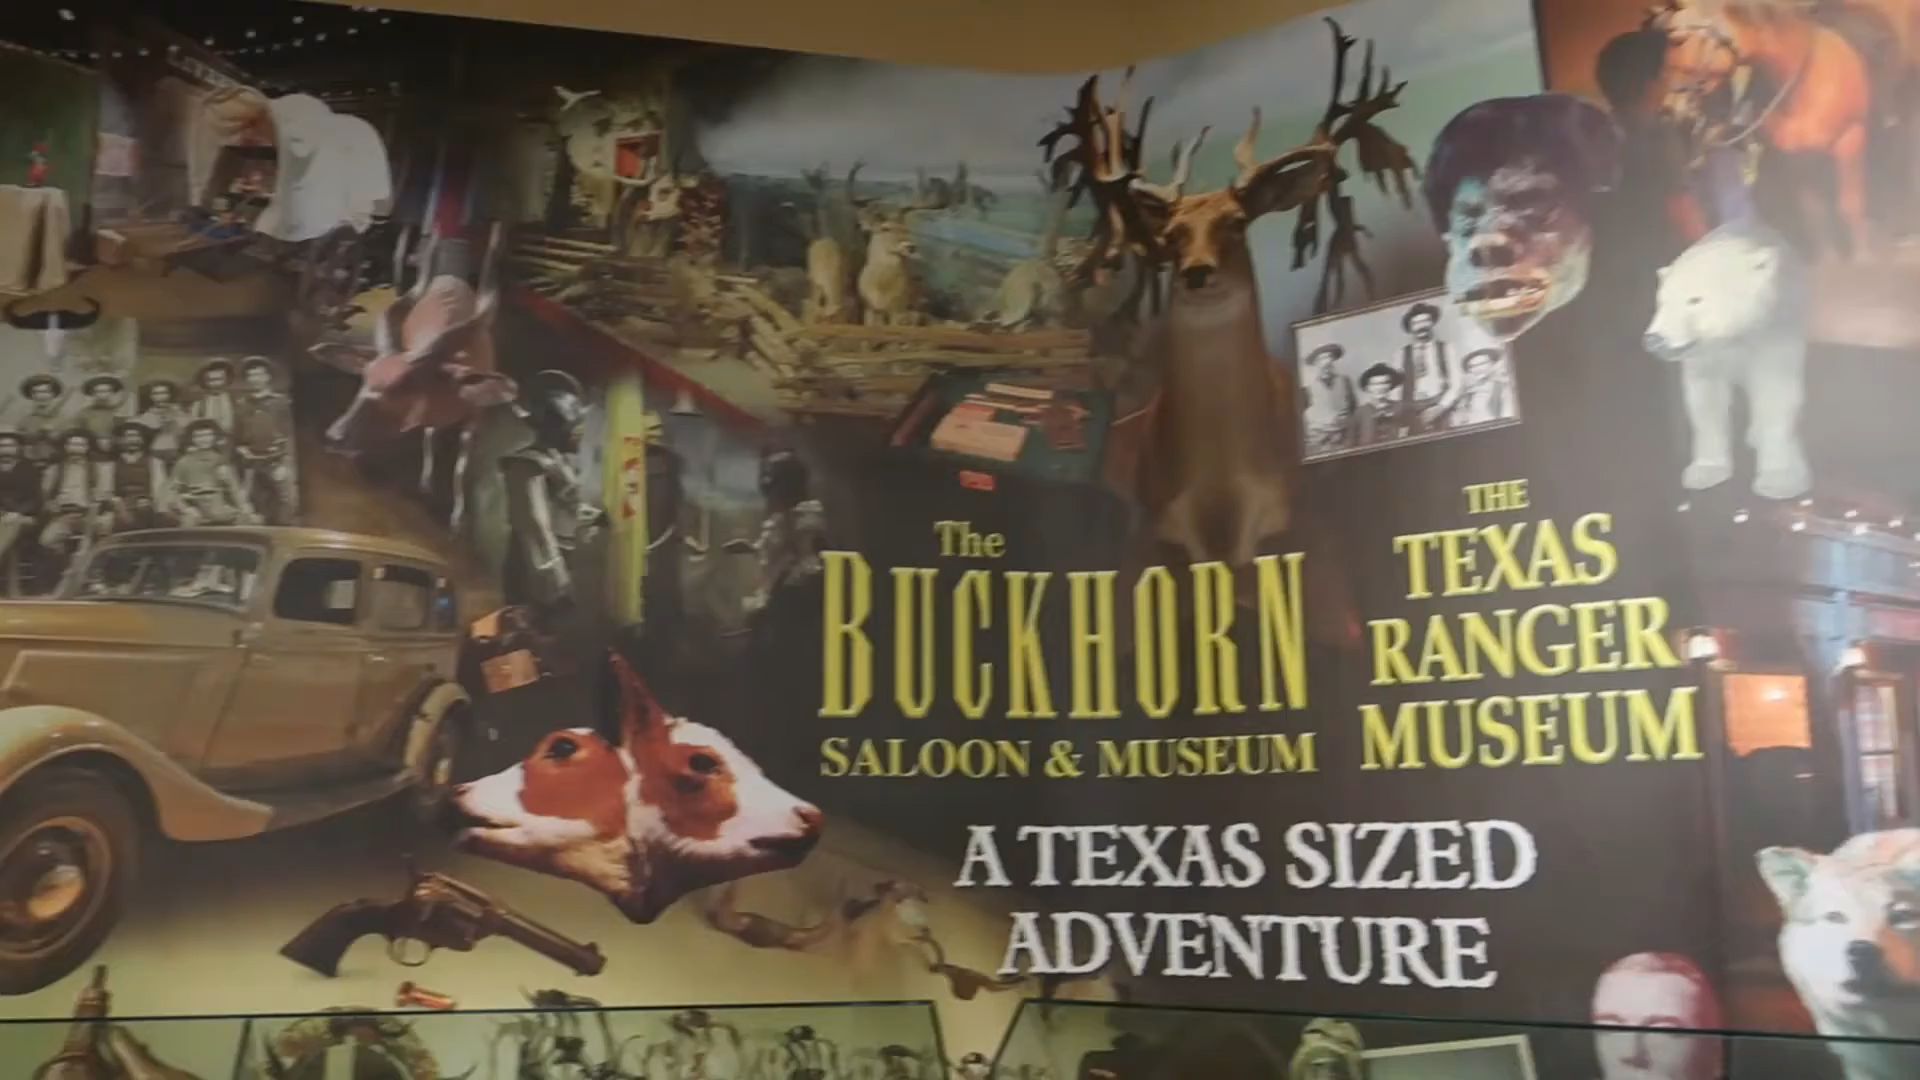 The
BUCKHORN
SALOON & MUSEUM
THE
TEXAS
RANGER
MUSEUM
A TEXAS SIZED
ADVENTURE